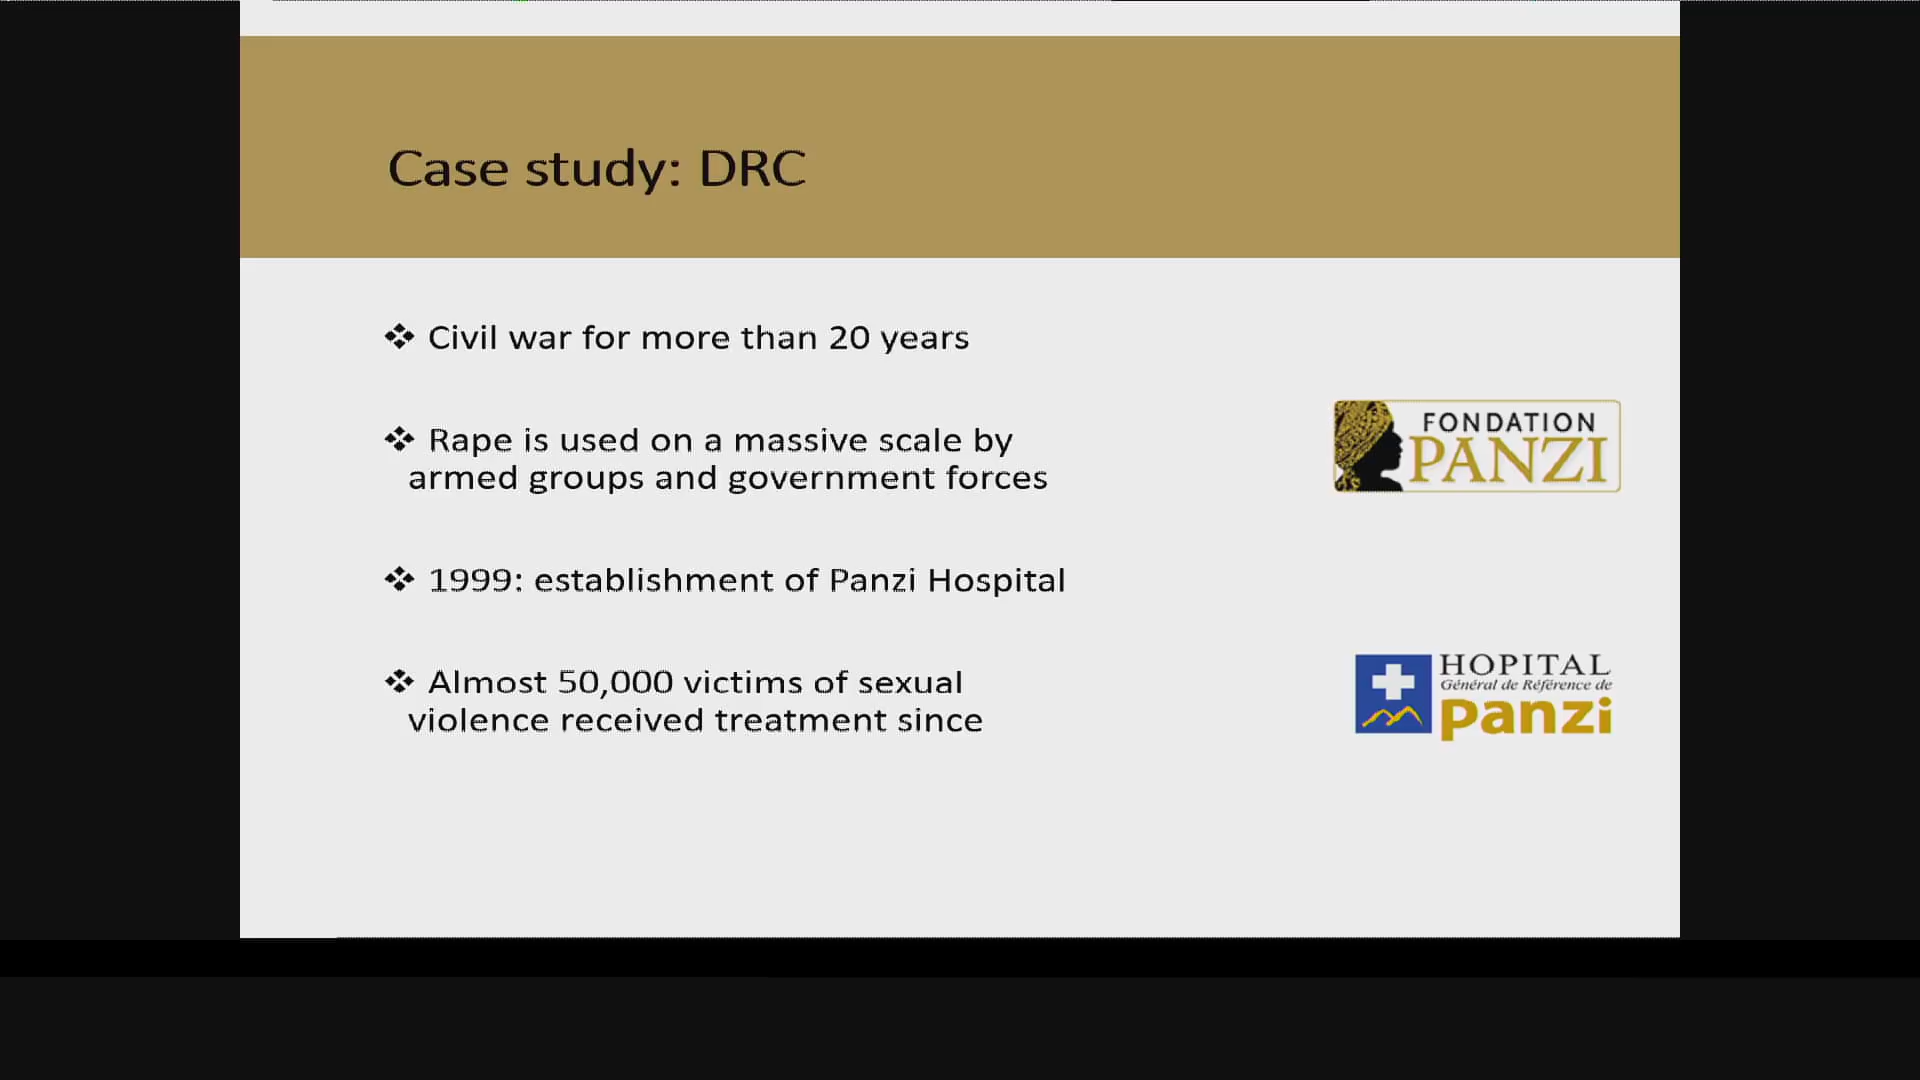 Case study: DRC
❖ Civil war for more than 20 years
❖ Rape is used on a massive scale by
armed groups and government forces
❖ 1999: establishment of Panzi Hospital
❖ Almost 50,000 victims of sexual
violence received treatment since
FONDATION
PANZI
HOPITAL
Général de Référence de
Panzi